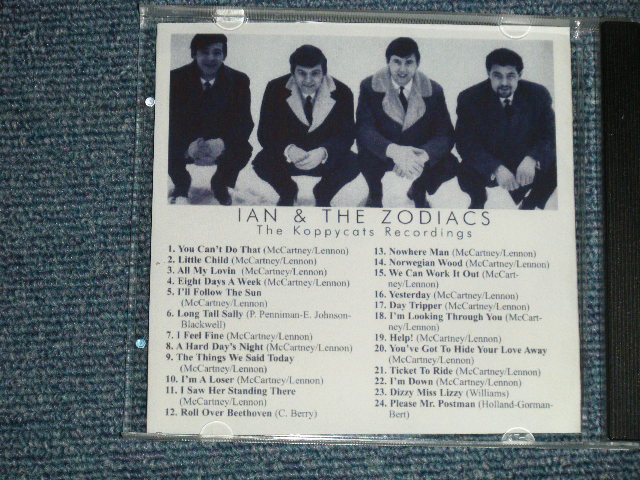 IAN & THE ZODIACS
The Koppycats Recordings
1. You Can't Do That (McCartney/Lennon)
2. Little Child (McCartney/Lennon)
3. All My Lovin (McCartney/Lennon)
4. Eight Days A Week (McCartney/Lennon)
5. I'll Follow The Sun
(McCartney/Lennon)
6. Long Tall Sally (P. Penniman-E. Johnson-
Blackwell)
7. I Feel Fine (McCartney/Lennon)
8. A Hard Day's Night (McCartney/Lennon)
9. The Things We Said Today
(McCartney/Lennon)
10. I'm A Loser (McCartney/Lennon)
11. I Saw Her Standing There
(McCartney/Lennon)
12. Roll Over Beethoven (C. Berry)
13. Nowhere Man (McCartney/Lennon)
14. Norwegian Wood (McCartney/Lennon)
15. We Can Work It Out (McCart-
ney/Lennon)
16. Yesterday (McCartney/Lennon)
17. Day Tripper (McCartney/Lennon)
18. I'm Looking Through You (McCart-
ney/Lennon)
19. Help! (McCartney/Lennon)
20. You've Got To Hide Your Love Away
(McCartney/Lennon)
21. Ticket To Ride (McCartney/Lennon)
22. I'm Down (McCartney/Lennon)
23. Dizzy Miss Lizzy (Williams)
24. Please Mr. Postman (Holland-Gorman-
Bert)